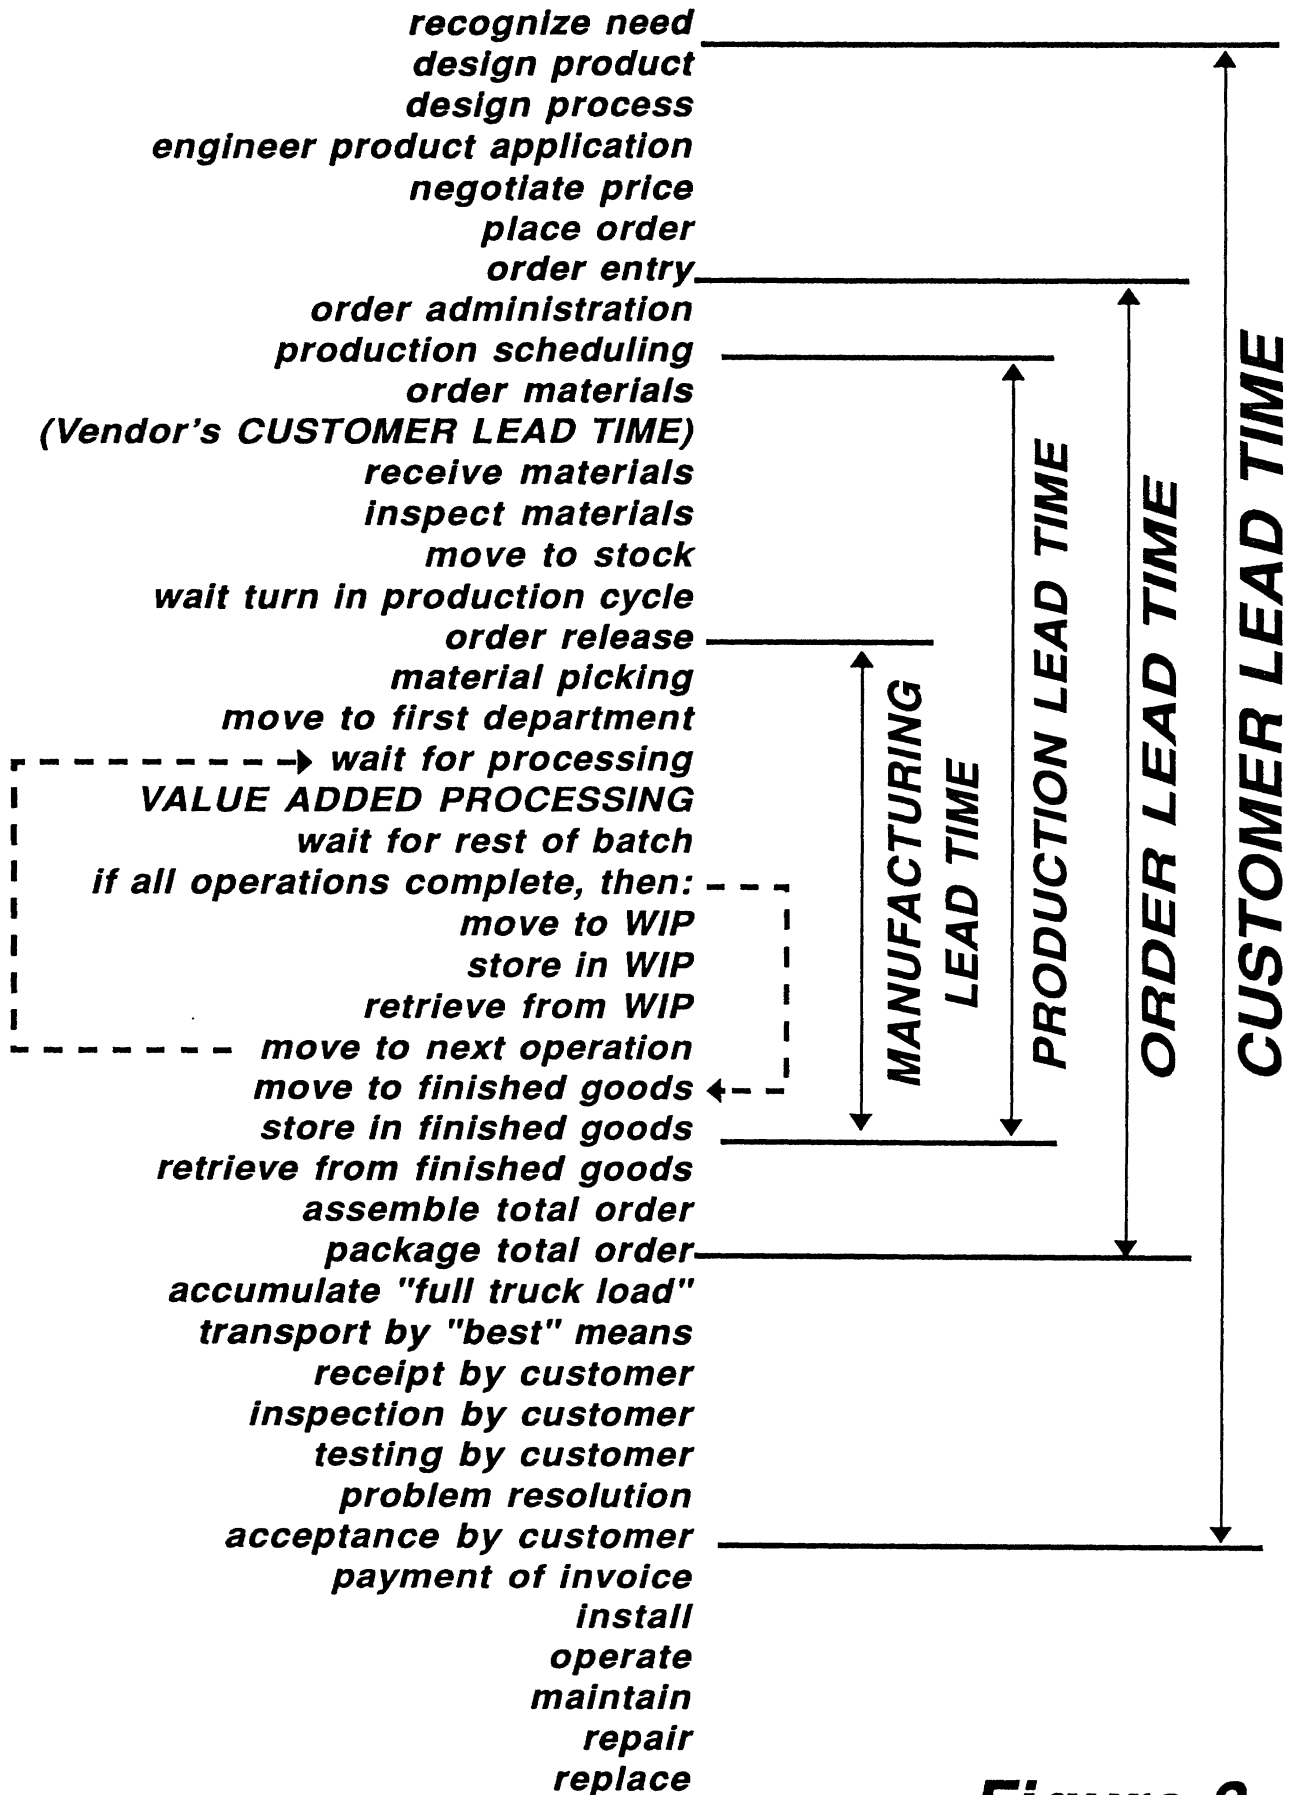 recognize need
design product
design process
engineer product application
negotiate price
place order
order entry
order administration
production scheduling
order materials
(Vendor's CUSTOMER LEAD TIME)
receive materials
inspect materials
move to stock
wait turn in production cycle
order release
material picking
move to first department
wait for processing
VALUE ADDED PROCESSING
wait for rest of batch
if all operations complete, then:
move to WIP
store in WIP
retrieve from WIP
move to next operation
move to finished goods
store in finished goods
retrieve from finished goods
assemble total order
package total order
accumulate "full truck load"
transport by "best" means
receipt by customer
inspection by customer
testing by customer
problem resolution
acceptance by customer
payment of invoice
install
operate
maintain
repair
replace
MANUFACTURING
LEAD TIME
PRODUCTION LEAD TIME
ORDER LEAD TIME
CUSTOMER LEAD TIME
Figure